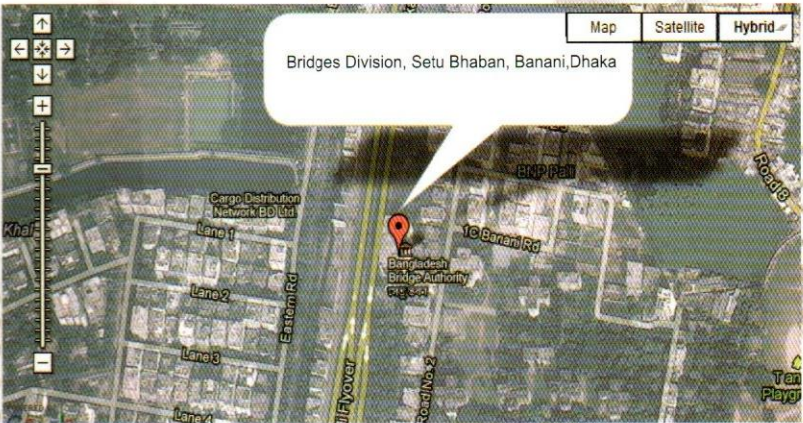 Map
Satellite
Hybrid
Bridges Division, Setu Bhaban, Banani,Dhaka
BNP Pali
Road 8
Cargo Distribution
Network BD Ltd.
Khal
Lane 1
1C Banani Rd
Bangladesh
Bridge Authority
সেতু ভবন
Lane 2
Eastern Rd
Lane 3
Road No-2
Flyover
Lane 4